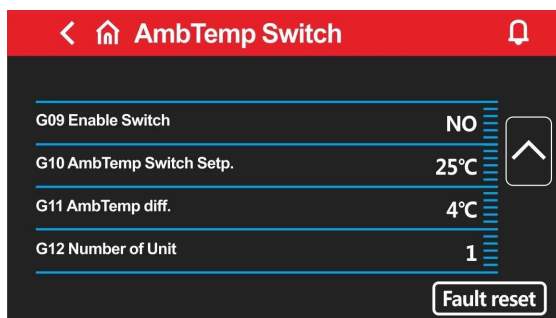 AmbTemp Switch
G09 Enable Switch NO
G10 AmbTemp Switch Setp. 25℃
G11 AmbTemp diff. 4℃
G12 Number of Unit 1
Fault reset